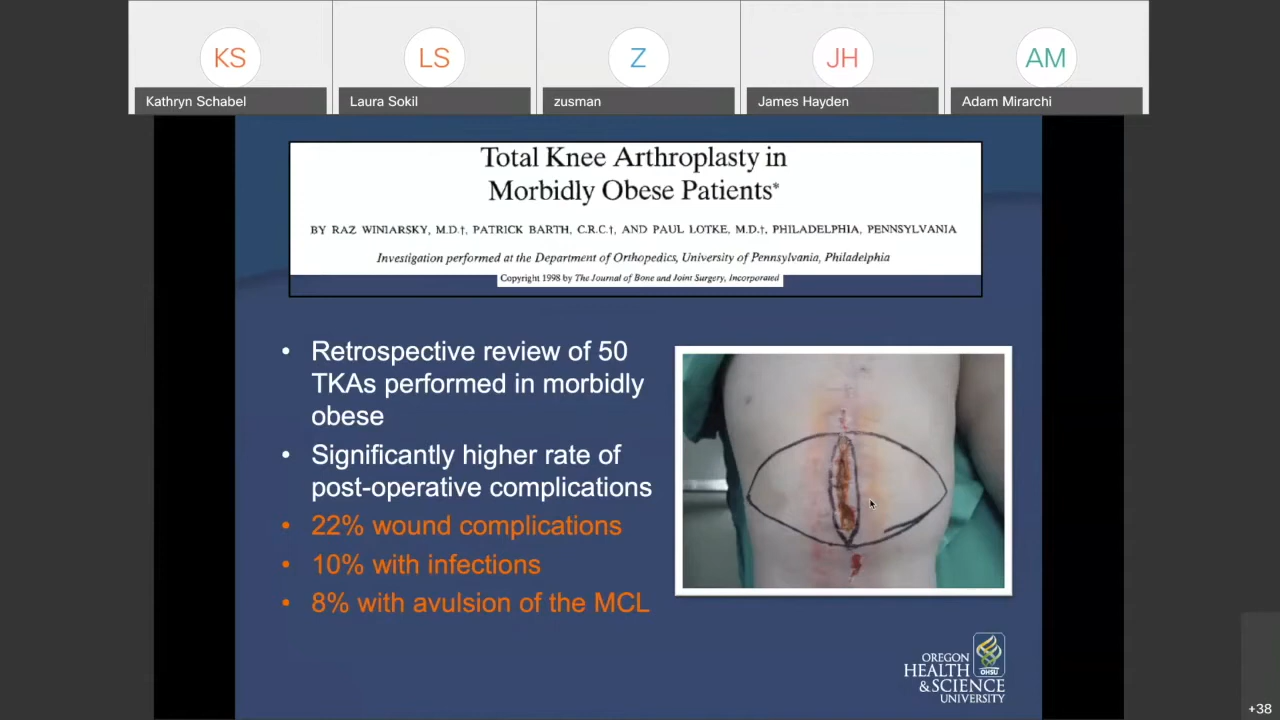 KS
LS
Z
JH
AM
Kathryn Schabel
Laura Sokil
zusman
James Hayden
Adam Mirarchi
Total Knee Arthroplasty in
Morbidly Obese Patients*
BY RAZ WINIARSKY, M.D.†, PATRICK BARTH, C.R.C.†, AND PAUL LOTKE, M.D.†, PHILADELPHIA, PENNSYLVANIA
Investigation performed at the Department of Orthopedics, University of Pennsylvania, Philadelphia
Copyright 1998 by The Journal of Bone and Joint Surgery, Incorporated
• Retrospective review of 50
TKAs performed in morbidly
obese
• Significantly higher rate of
post-operative complications
• 22% wound complications
• 10% with infections
• 8% with avulsion of the MCL
OREGON
HEALTH
&SCIENCE
UNIVERSITY
OHSU
+38